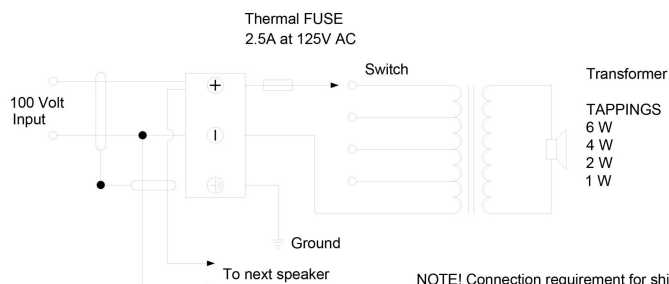 Thermal FUSE
2.5A at 125V AC
Switch
Transformer
100 Volt
Input
TAPPINGS
6 W
4 W
2 W
1 W
+
Ground
To next speaker
NOTE! Connection requirement for shi